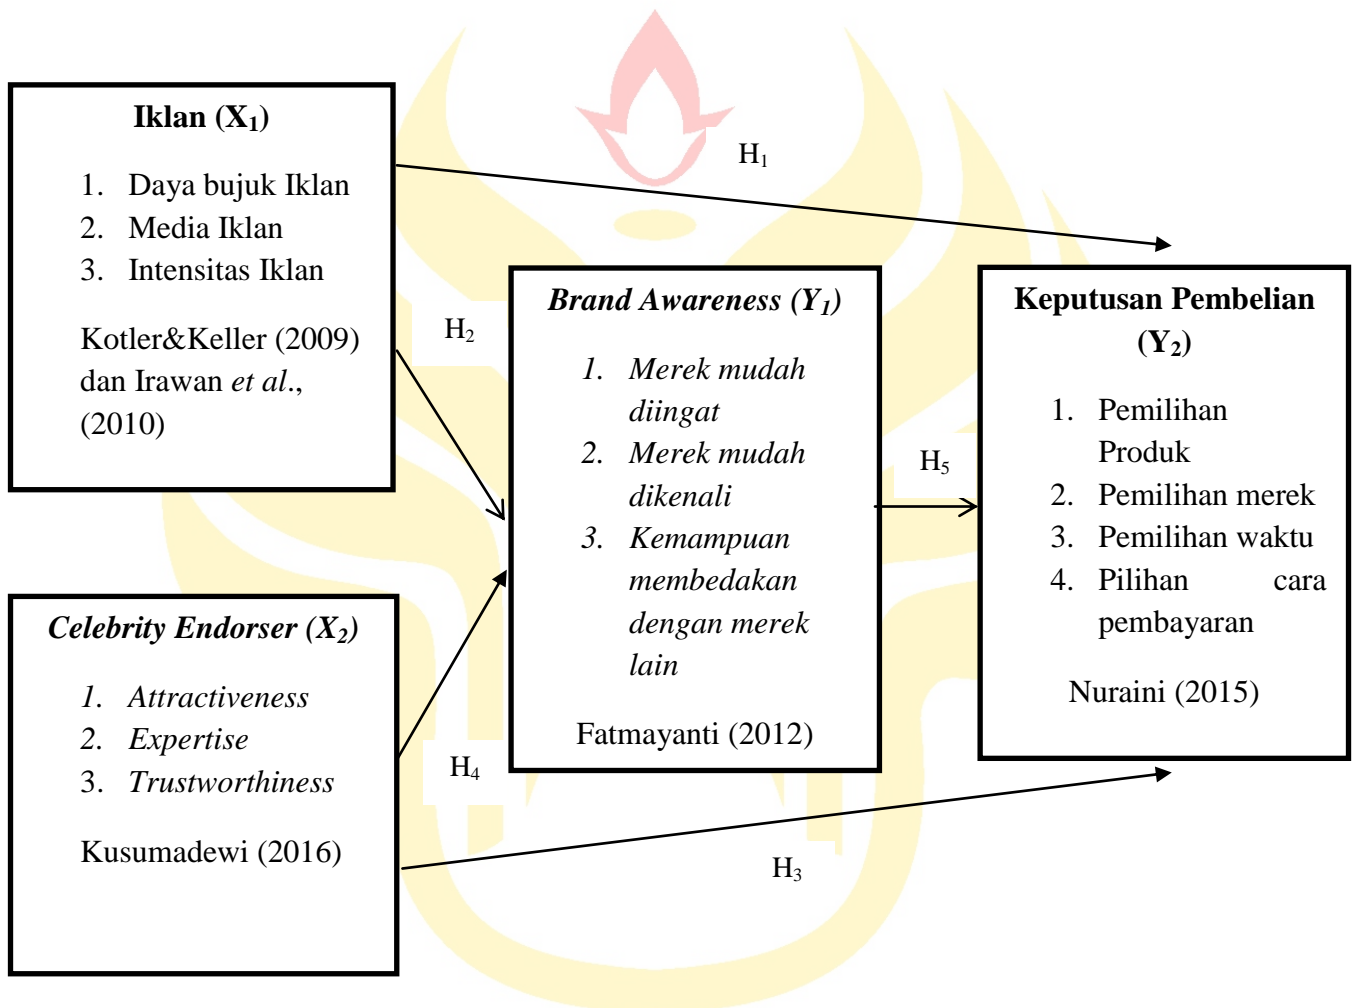 Iklan (X₁)
1. Daya bujuk Iklan
2. Media Iklan
3. Intensitas Iklan
Kotler&Keller (2009)
dan Irawan et al.,
(2010)
H₁
H₂
Brand Awareness (Y₁)
1. Merek mudah
diingat
2. Merek mudah
dikenali
3. Kemampuan
membedakan
dengan merek
lain
Fatmayanti (2012)
H₅
Keputusan Pembelian
(Y₂)
1. Pemilihan
Produk
2. Pemilihan merek
3. Pemilihan waktu
4. Pilihan cara
pembayaran
Nuraini (2015)
Celebrity Endorser (X₂)
1. Attractiveness
2. Expertise
3. Trustworthiness
Kusumadewi (2016)
H₄
H₃